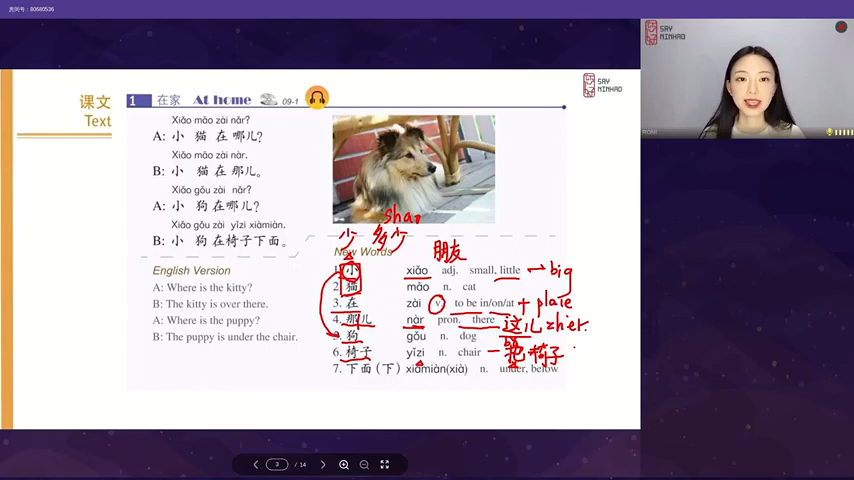 房间号：80680536
SAY
NINHAO
RONI
课文
Text
1 在家 At home 09-1
SAY
NINHAO
Xiǎo māo zài nǎr?
A: 小 猫 在 哪儿？
Xiǎo māo zài nàr.
B: 小 猫 在 那儿。
Xiǎo gǒu zài nǎr?
A: 小 狗 在 哪儿？
Xiǎo gǒu zài yǐzi xiàmiàn.
B: 小 狗 在 椅子 下面。
shao
少 多少
朋友
New Words
1. 小 xiǎo adj. small, little big
2. 猫 māo n. cat
3. 在 zài v. to be in/on/at + place
4. 那儿 nàr pron. there 这儿 zhèr
5. 狗 gǒu n. dog
bǎ
6. 椅子 yǐzi n. chair 一把椅子
7. 下面（下） xiàmiàn(xià) n. under, below
English Version
A: Where is the kitty?
B: The kitty is over there.
A: Where is the puppy?
B: The puppy is under the chair.
3 / 14